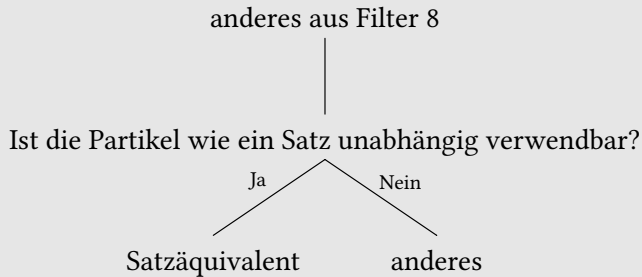 anderes aus Filter 8
Ist die Partikel wie ein Satz unabhängig verwendbar?
Ja
Nein
Satzäquivalent
anderes